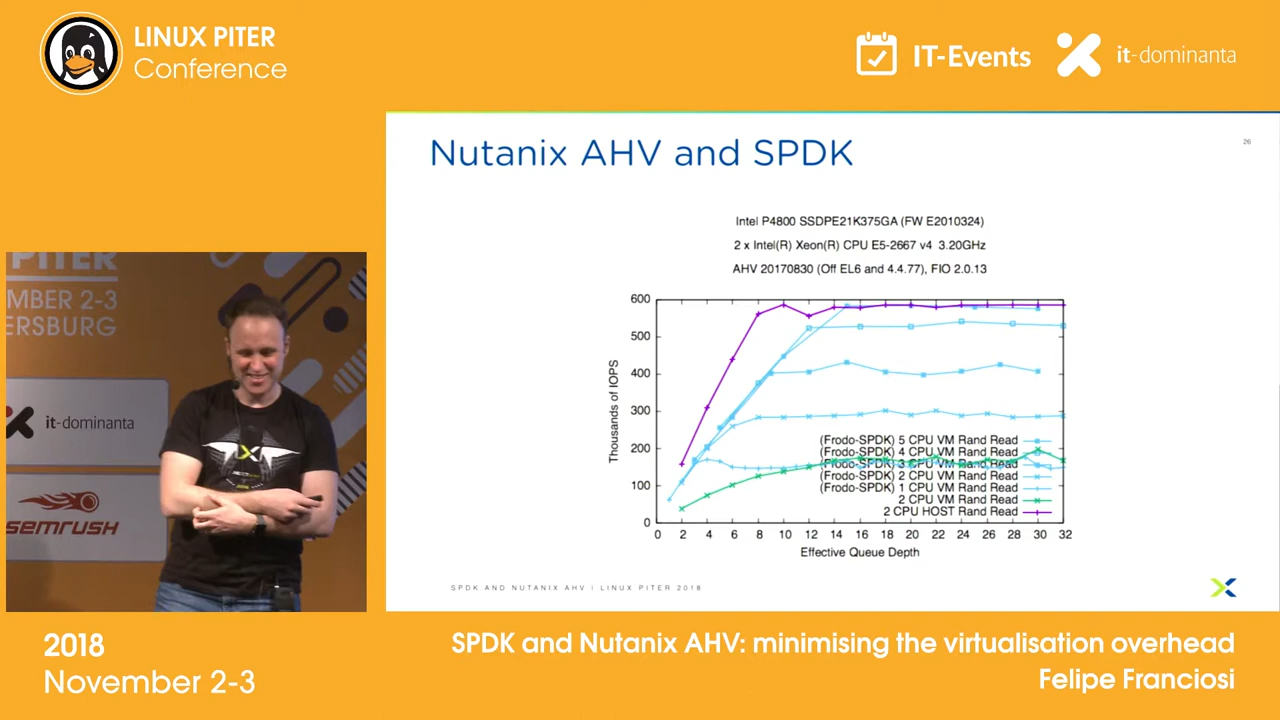 LINUX PITER
Conference
IT-Events
it-dominanta
Nutanix AHV and SPDK
26
Intel P4800 SSDPE21K375GA (FW E2010324)
2 x Intel(R) Xeon(R) CPU E5-2667 v4 3.20GHz
AHV 20170830 (Off EL6 and 4.4.77), FIO 2.0.13
600
500
400
300
200
100
0
Thousands of IOPS
(Frodo-SPDK) 5 CPU VM Rand Read
(Frodo-SPDK) 4 CPU VM Rand Read
(Frodo-SPDK) 3 CPU VM Rand Read
(Frodo-SPDK) 2 CPU VM Rand Read
(Frodo-SPDK) 1 CPU VM Rand Read
2 CPU VM Rand Read
2 CPU HOST Rand Read
0 2 4 6 8 10 12 14 16 18 20 22 24 26 28 30 32
Effective Queue Depth
SPDK AND NUTANIX AHV | LINUX PITER 2018
PITER
MBER 2-3
ERSBURG
it-dominanta
semrush
2018
November 2-3
SPDK and Nutanix AHV: minimising the virtualisation overhead
Felipe Franciosi